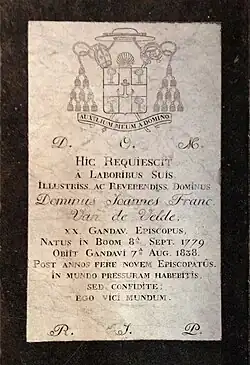 AUXILIUM MEUM A DOMINO
D. O. M.
HIC REQUIESCIT
A LABORIBUS SUIS
ILLUSTRISS. AC REVERENDISS. DOMINUS
Dominus Joannes Franc.
Van de Velde.
XX. GANDAV. EPISCOPUS,
NATUS IN BOOM 8ª SEPT. 1779
OBIIT GANDAVI 7ª AUG. 1838.
POST ANNOS FERE NOVEM EPISCOPATÛS.
IN MUNDO PRESSURAM HABEBITIS,
SED CONFIDITE;
EGO VICI MUNDUM.
R. I. P.